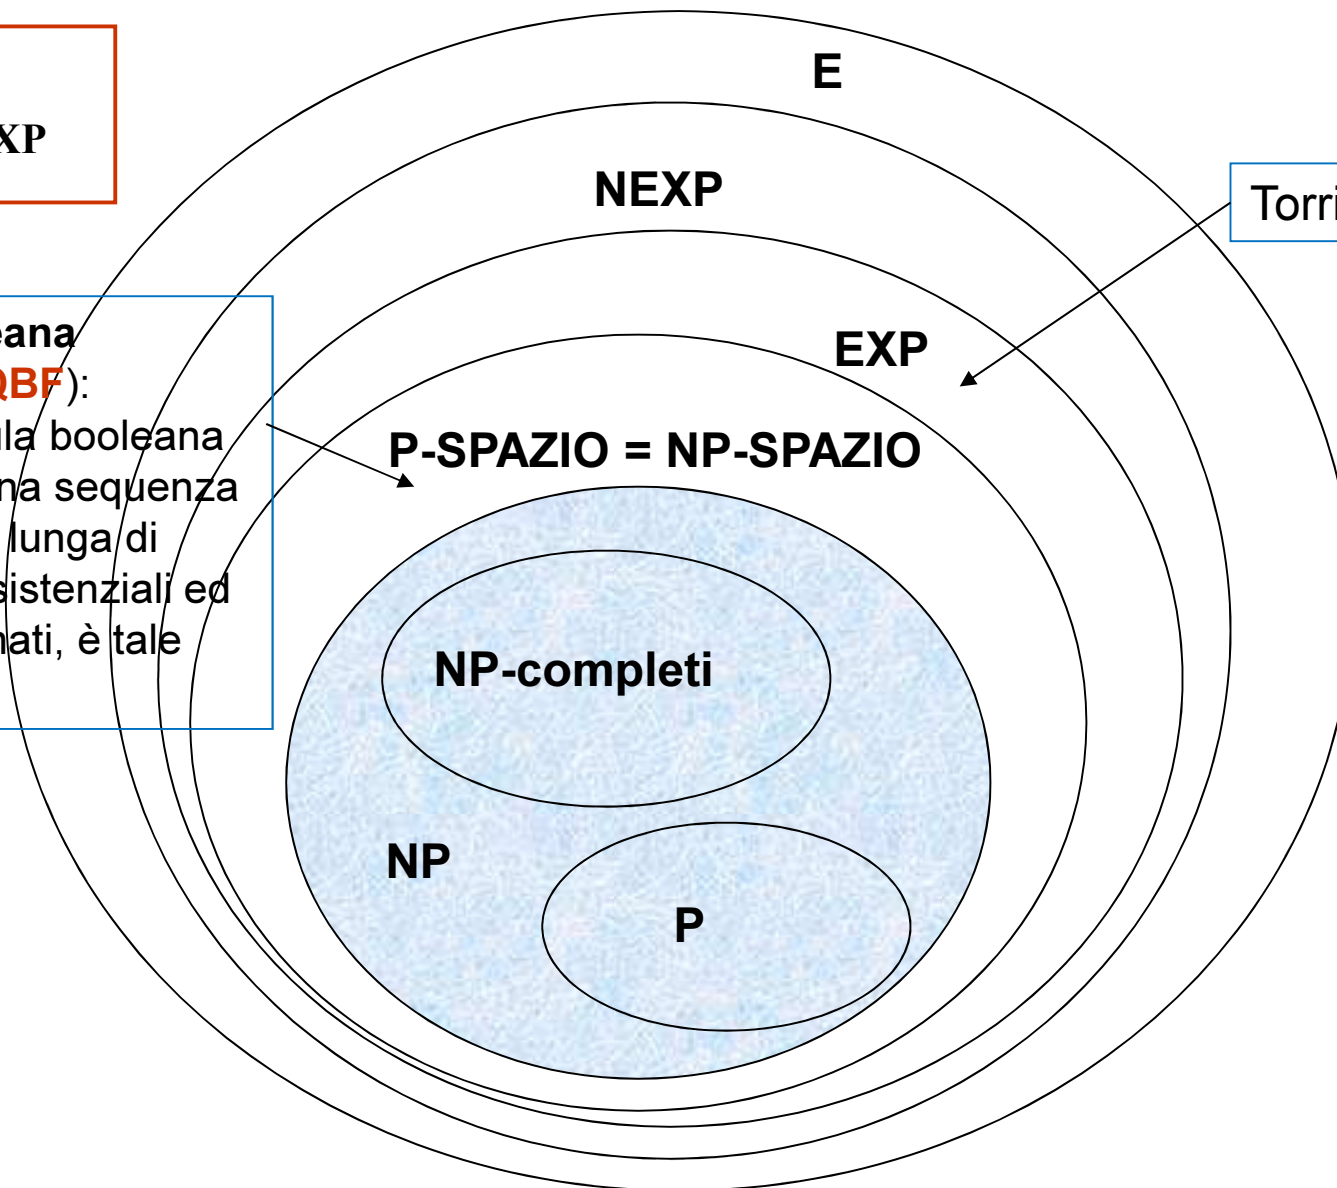 E
XP
NEXP
Torri
eana
QBF):
EXP
ula booleana
P-SPAZIO = NP-SPAZIO
na sequenza
lunga di
sistenziali ed
nati, è tale
NP-completi
NP
P